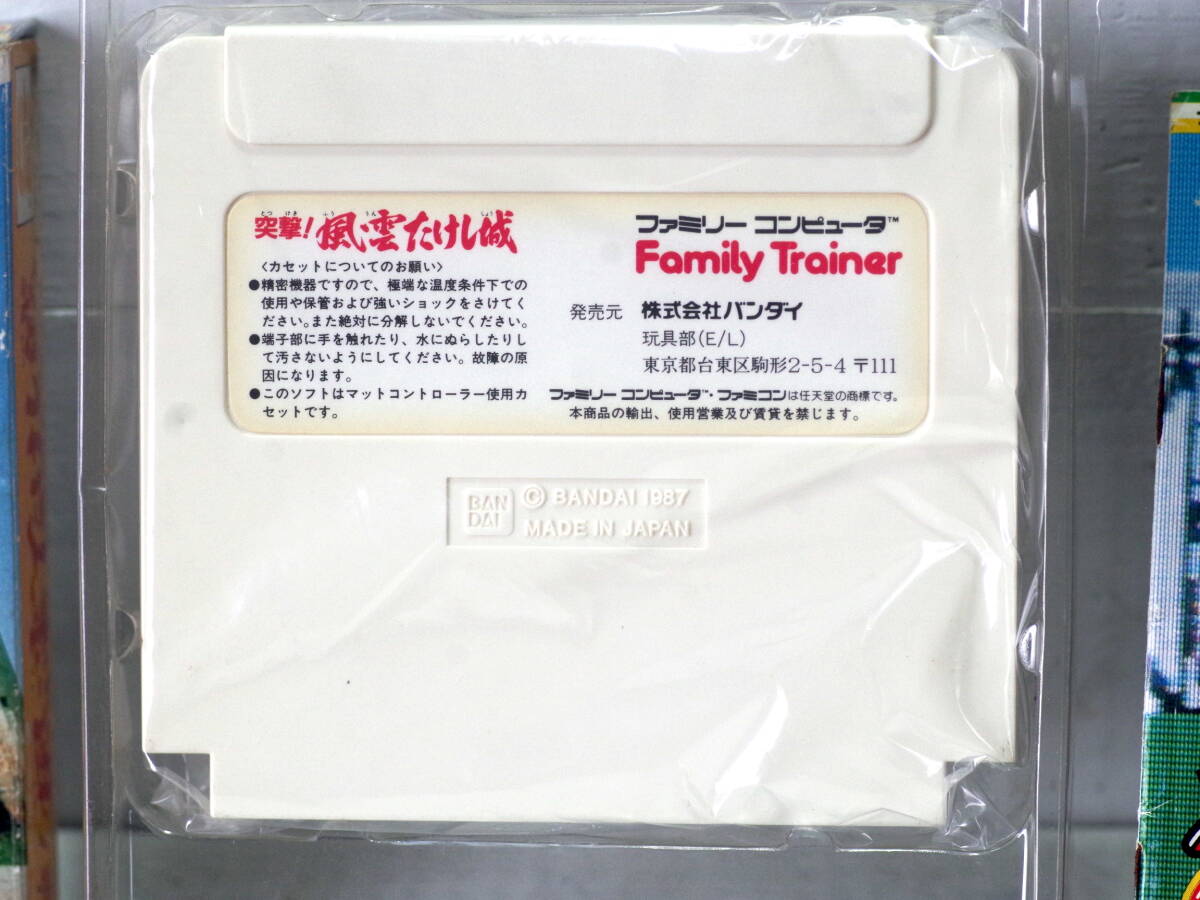 突撃!風雲たけし城
〈カセットについてのお願い〉
●精密機器ですので、極端な温度条件下での
使用や保管および強いショックをさけてく
ださい。また絶対に分解しないでください。
●端子部に手を触れたり、水にぬらしたりし
て汚さないようにしてください。故障の原
因になります。
●このソフトはマットコントローラー使用カ
セットです。
ファミリー コンピュータ™
Family Trainer
発売元 株式会社バンダイ
玩具部(E/L)
東京都台東区駒形2-5-4 〒111
ファミリー コンピュータ™・ファミコンは任天堂の商標です。
本商品の輸出、使用営業及び賃貸を禁じます。
BAN
DAI
© BANDAI 1987
MADE IN JAPAN